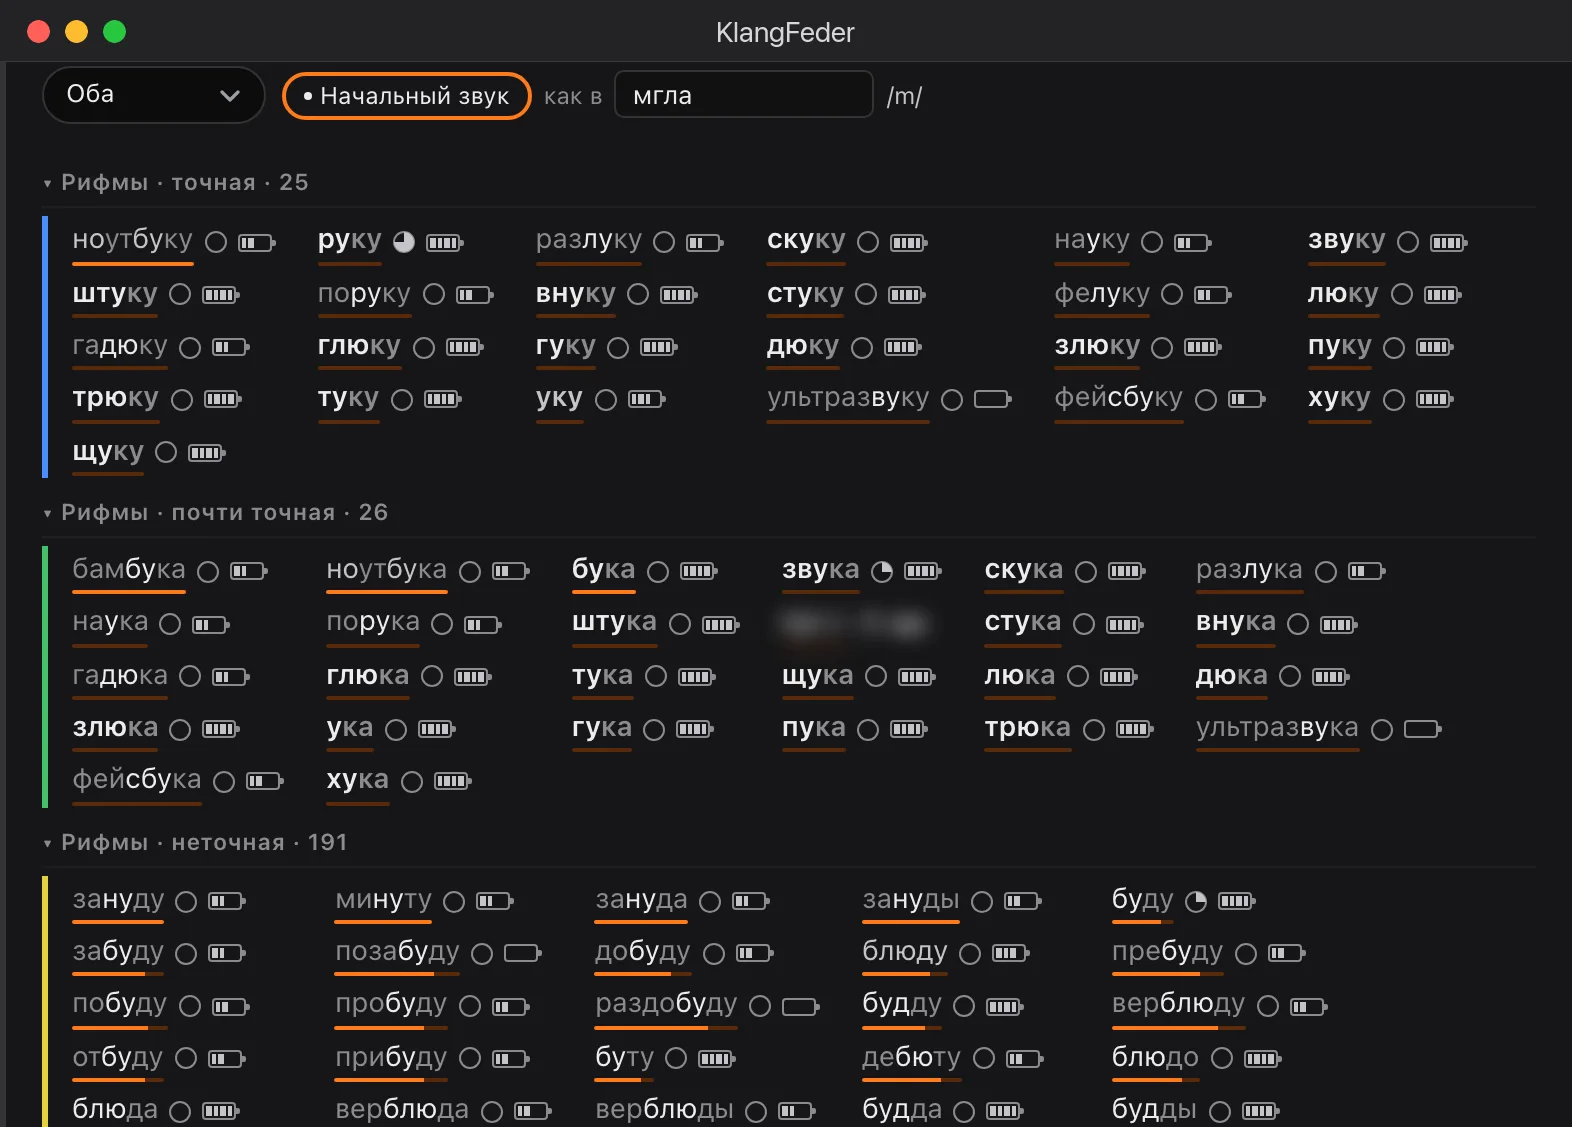 KlangFeder
Оба • Начальный звук как в мгла /m/
▾ Рифмы · точная · 25
ноутбуку руку разлуку скуку науку звуку
штуку поруку внуку стуку фелуку люку
гадюку глюку гуку дюку злюку пуку
трюку туку уку ультразвуку фейсбуку хуку
щуку
▾ Рифмы · почти точная · 26
бамбука ноутбука бука звука скука разлука
наука порука штука стука внука
гадюка глюка тука щука люка дюка
злюка ука гука пука трюка ультразвука
фейсбука хука
▾ Рифмы · неточная · 191
зануду минуту зануда зануды буду
забуду позабуду добуду блюду пребуду
побуду пробуду раздобуду будду верблюду
отбуду прибуду буту дебюту блюдо
блюда верблюда верблюды будда будды